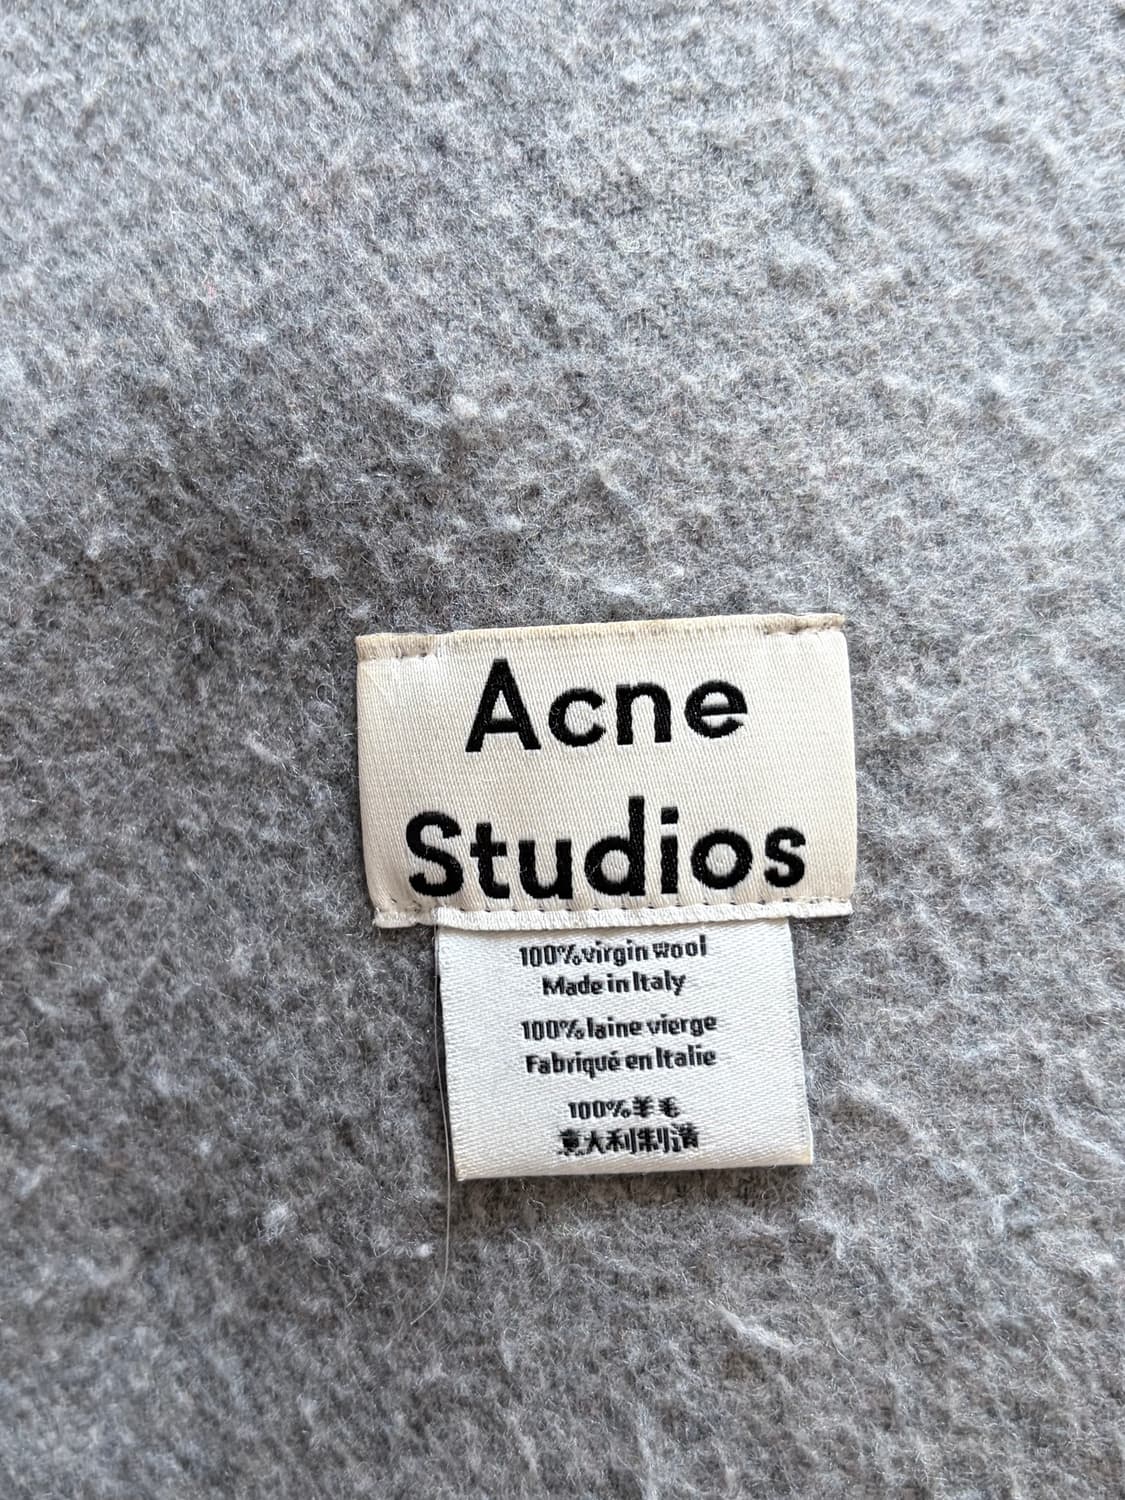 Acne
Studios
100% virgin wool
Made in Italy
100% laine vierge
Fabriqué en Italie
100%羊毛
意大利制造